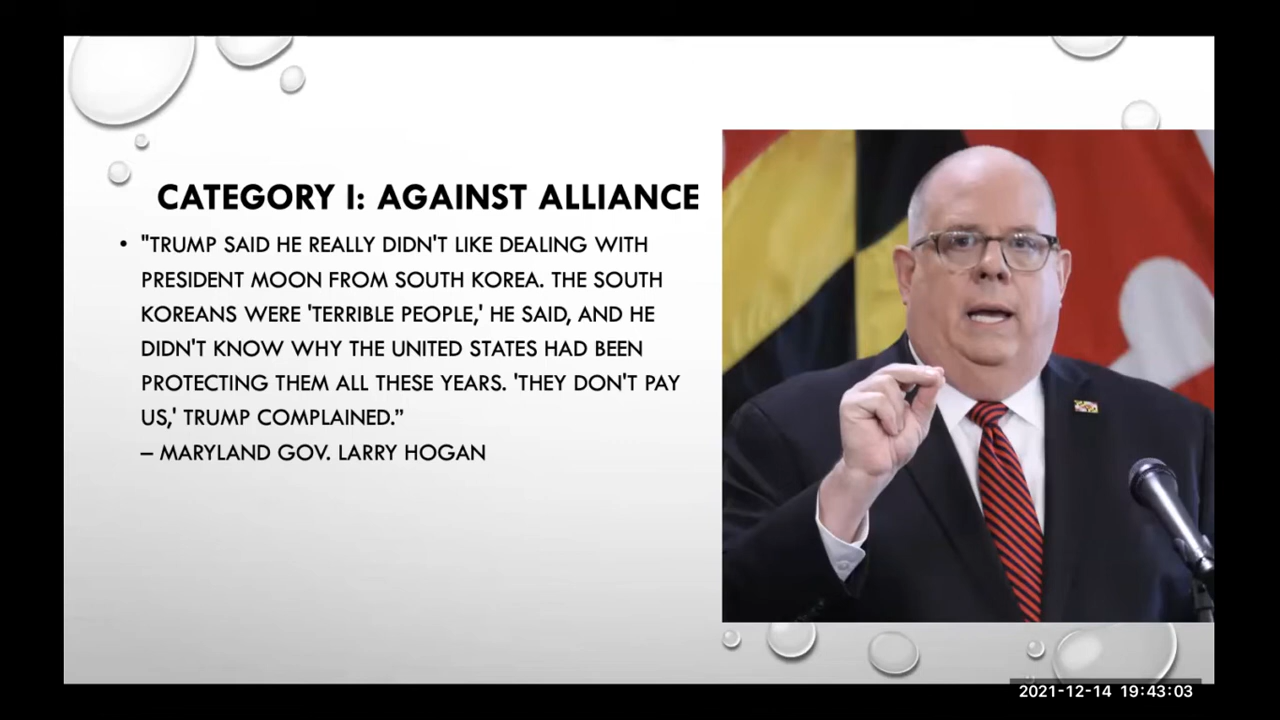 CATEGORY I: AGAINST ALLIANCE
• "TRUMP SAID HE REALLY DIDN'T LIKE DEALING WITH
PRESIDENT MOON FROM SOUTH KOREA. THE SOUTH
KOREANS WERE 'TERRIBLE PEOPLE,' HE SAID, AND HE
DIDN'T KNOW WHY THE UNITED STATES HAD BEEN
PROTECTING THEM ALL THESE YEARS. 'THEY DON'T PAY
US,' TRUMP COMPLAINED.”
– MARYLAND GOV. LARRY HOGAN
2021-12-14 19:43:03